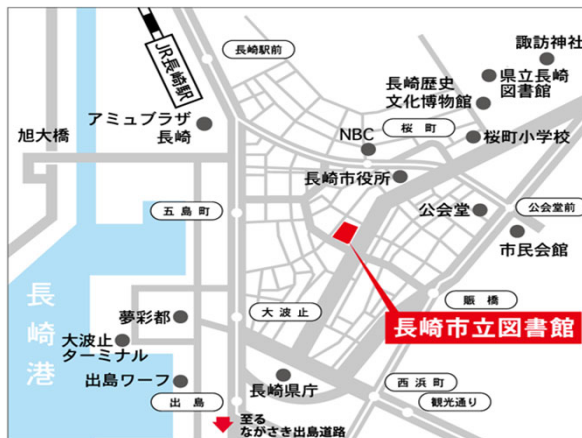 JR長崎駅
長崎駅前
諏訪神社
県立長崎
図書館
長崎歴史
文化博物館
アミュプラザ
長崎
NBC
桜町
桜町小学校
旭大橋
長崎市役所
五島町
公会堂
公会堂前
市民会館
長崎港
夢彩都
大波止
賑橋
大波止
ターミナル
長崎市立図書館
出島ワーフ
長崎県庁
西浜町
出島
観光通り
至る
ながさき出島道路